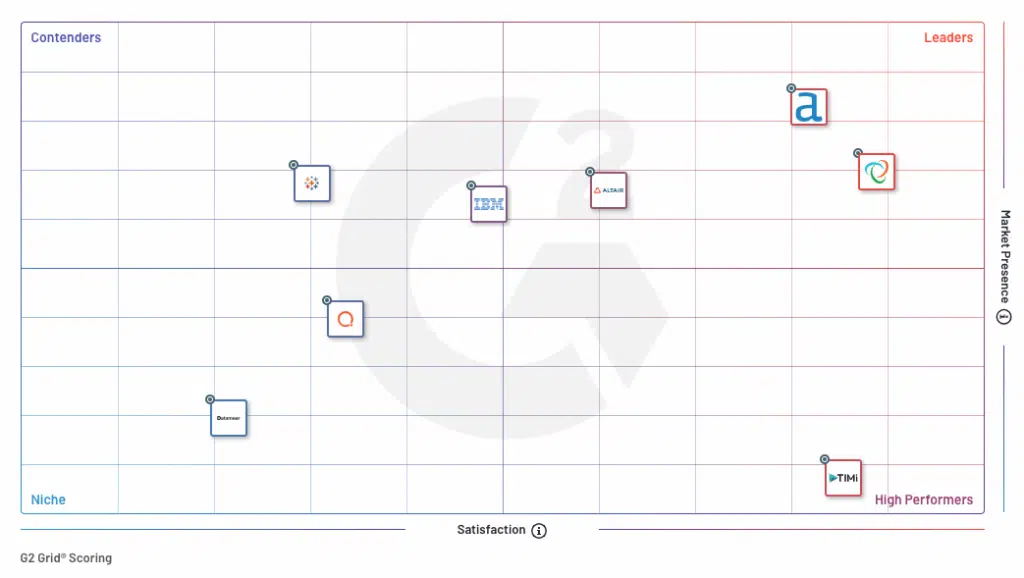 Contenders
Leaders
a
ALTAIR
IBM
Market Presence
Datameer
TIMi
Niche
High Performers
Satisfaction
G2 Grid® Scoring